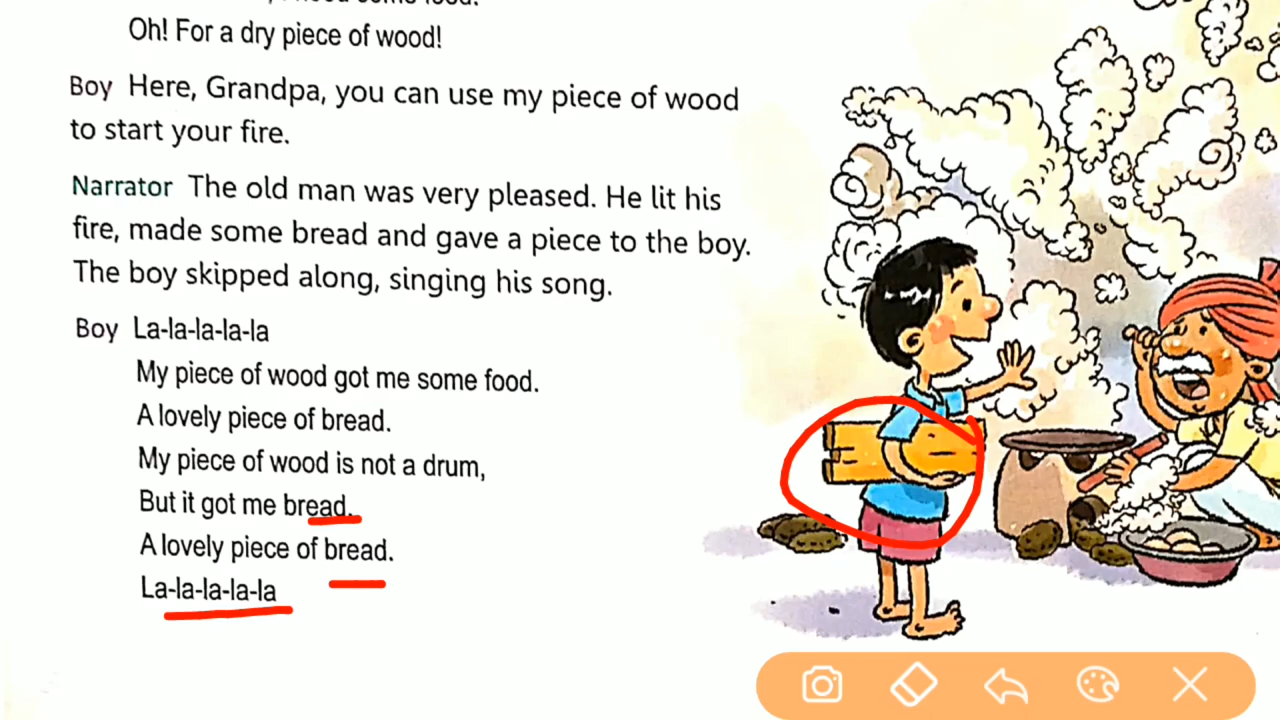 Oh! For a dry piece of wood!
Boy Here, Grandpa, you can use my piece of wood
to start your fire.
Narrator The old man was very pleased. He lit his
fire, made some bread and gave a piece to the boy.
The boy skipped along, singing his song.
Boy La-la-la-la-la
My piece of wood got me some food.
A lovely piece of bread.
My piece of wood is not a drum,
But it got me bread.
A lovely piece of bread.
La-la-la-la-la